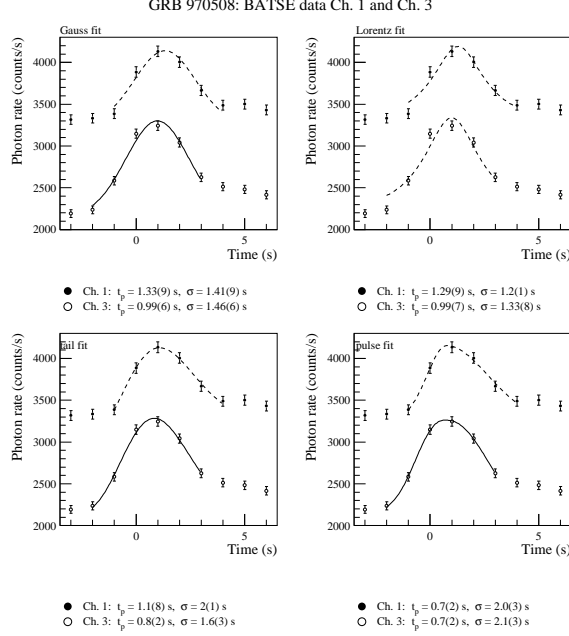 GRB 970508: BATSE data Ch. 1 and Ch. 3
Gauss fit
Photon rate (counts/s)
4000
3500
3000
2500
2000
0 5
Time (s)
● Ch. 1: t_p = 1.33(9) s, σ = 1.41(9) s
○ Ch. 3: t_p = 0.99(6) s, σ = 1.46(6) s
Lorentz fit
Photon rate (counts/s)
4000
3500
3000
2500
2000
0 5
Time (s)
● Ch. 1: t_p = 1.29(9) s, σ = 1.2(1) s
○ Ch. 3: t_p = 0.99(7) s, σ = 1.33(8) s
tail fit
Photon rate (counts/s)
4000
3500
3000
2500
2000
0 5
Time (s)
● Ch. 1: t_p = 1.1(8) s, σ = 2(1) s
○ Ch. 3: t_p = 0.8(2) s, σ = 1.6(3) s
pulse fit
Photon rate (counts/s)
4000
3500
3000
2500
2000
0 5
Time (s)
● Ch. 1: t_p = 0.7(2) s, σ = 2.0(3) s
○ Ch. 3: t_p = 0.7(2) s, σ = 2.1(3) s